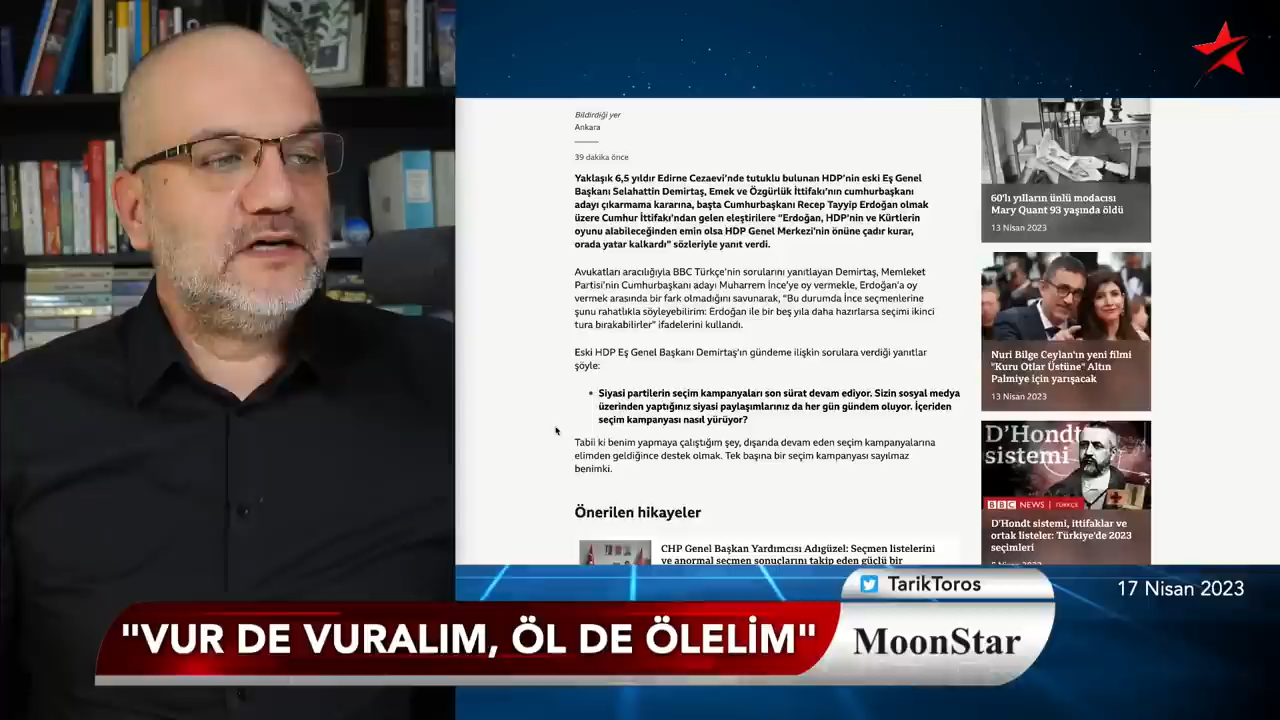 Bildirdiği yer
Ankara
39 dakika önce
Yaklaşık 6,5 yıldır Edirne Cezaevi'nde tutuklu bulunan HDP'nin eski Eş Genel
Başkanı Selahattin Demirtaş, Emek ve Özgürlük İttifakı'nın cumhurbaşkanı
adayı çıkarmama kararına, başta Cumhurbaşkanı Recep Tayyip Erdoğan olmak
üzere Cumhur İttifakı'ndan gelen eleştirilere "Erdoğan, HDP'nin ve Kürtlerin
oyunu alabileceğinden emin olsa HDP Genel Merkezi'nin önüne çadır kurar,
orada yatar kalkardı" sözleriyle yanıt verdi.
Avukatları aracılığıyla BBC Türkçe'nin sorularını yanıtlayan Demirtaş, Memleket
Partisi'nin Cumhurbaşkanı adayı Muharrem İnce'ye oy vermekle, Erdoğan'a oy
vermek arasında bir fark olmadığını savunarak, "Bu durumda İnce seçmenlerine
şunu rahatlıkla söyleyebilirim: Erdoğan ile bir beş yıla daha hazırlarsa seçimi ikinci
tura bırakabilirler" ifadelerini kullandı.
Eski HDP Eş Genel Başkanı Demirtaş'ın gündeme ilişkin sorulara verdiği yanıtlar
şöyle:
• Siyasi partilerin seçim kampanyaları son sürat devam ediyor. Sizin sosyal medya
üzerinden yaptığınız siyasi paylaşımlarınız da her gün gündem oluyor. İçeriden
seçim kampanyası nasıl yürüyor?
Tabii ki benim yapmaya çalıştığım şey, dışarıda devam eden seçim kampanyalarına
elimden geldiğince destek olmak. Tek başına bir seçim kampanyası sayılmaz
benimki.
Önerilen hikayeler
CHP Genel Başkan Yardımcısı Adıgüzel: Seçmen listelerini
ve anormal seçmen sonuçlarını takip eden güçlü bir
60'lı yılların ünlü modacısı
Mary Quant 93 yaşında öldü
13 Nisan 2023
Nuri Bilge Ceylan'ın yeni filmi
"Kuru Otlar Üstüne" Altın
Palmiye için yarışacak
13 Nisan 2023
D'Hondt
sistemi
BBC NEWS | TÜRKÇE
D'Hondt sistemi, ittifaklar ve
ortak listeler: Türkiye'de 2023
seçimleri
TarikToros
17 Nisan 2023
"VUR DE VURALIM, ÖL DE ÖLELİM"
MoonStar